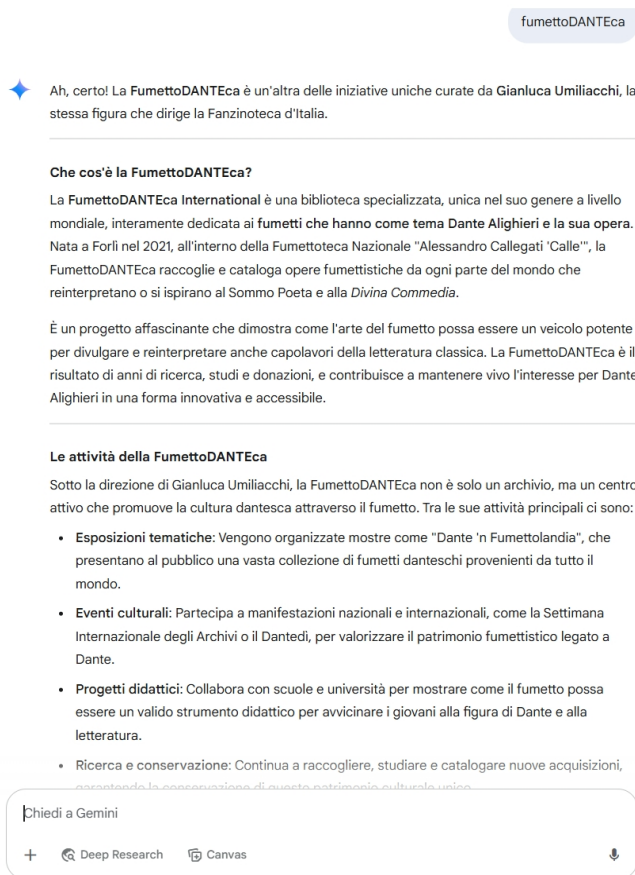 fumettoDANTEca
Ah, certo! La FumettoDANTEca è un'altra delle iniziative uniche curate da Gianluca Umiliacchi, la
stessa figura che dirige la Fanzinoteca d'Italia.
Che cos'è la FumettoDANTEca?
La FumettoDANTEca International è una biblioteca specializzata, unica nel suo genere a livello
mondiale, interamente dedicata ai fumetti che hanno come tema Dante Alighieri e la sua opera.
Nata a Forlì nel 2021, all'interno della Fumettoteca Nazionale "Alessandro Callegati 'Calle'", la
FumettoDANTEca raccoglie e cataloga opere fumettistiche da ogni parte del mondo che
reinterpretano o si ispirano al Sommo Poeta e alla Divina Commedia.
È un progetto affascinante che dimostra come l'arte del fumetto possa essere un veicolo potente
per divulgare e reinterpretare anche capolavori della letteratura classica. La FumettoDANTEca è il
risultato di anni di ricerca, studi e donazioni, e contribuisce a mantenere vivo l'interesse per Dante
Alighieri in una forma innovativa e accessibile.
Le attività della FumettoDANTEca
Sotto la direzione di Gianluca Umiliacchi, la FumettoDANTEca non è solo un archivio, ma un centro
attivo che promuove la cultura dantesca attraverso il fumetto. Tra le sue attività principali ci sono:
• Esposizioni tematiche: Vengono organizzate mostre come "Dante 'n Fumettolandia", che
presentano al pubblico una vasta collezione di fumetti danteschi provenienti da tutto il
mondo.
• Eventi culturali: Partecipa a manifestazioni nazionali e internazionali, come la Settimana
Internazionale degli Archivi o il Dantedì, per valorizzare il patrimonio fumettistico legato a
Dante.
• Progetti didattici: Collabora con scuole e università per mostrare come il fumetto possa
essere un valido strumento didattico per avvicinare i giovani alla figura di Dante e alla
letteratura.
• Ricerca e conservazione: Continua a raccogliere, studiare e catalogare nuove acquisizioni,
garantendo la conservazione di questo patrimonio culturale unico.
Chiedi a Gemini
Deep Research Canvas